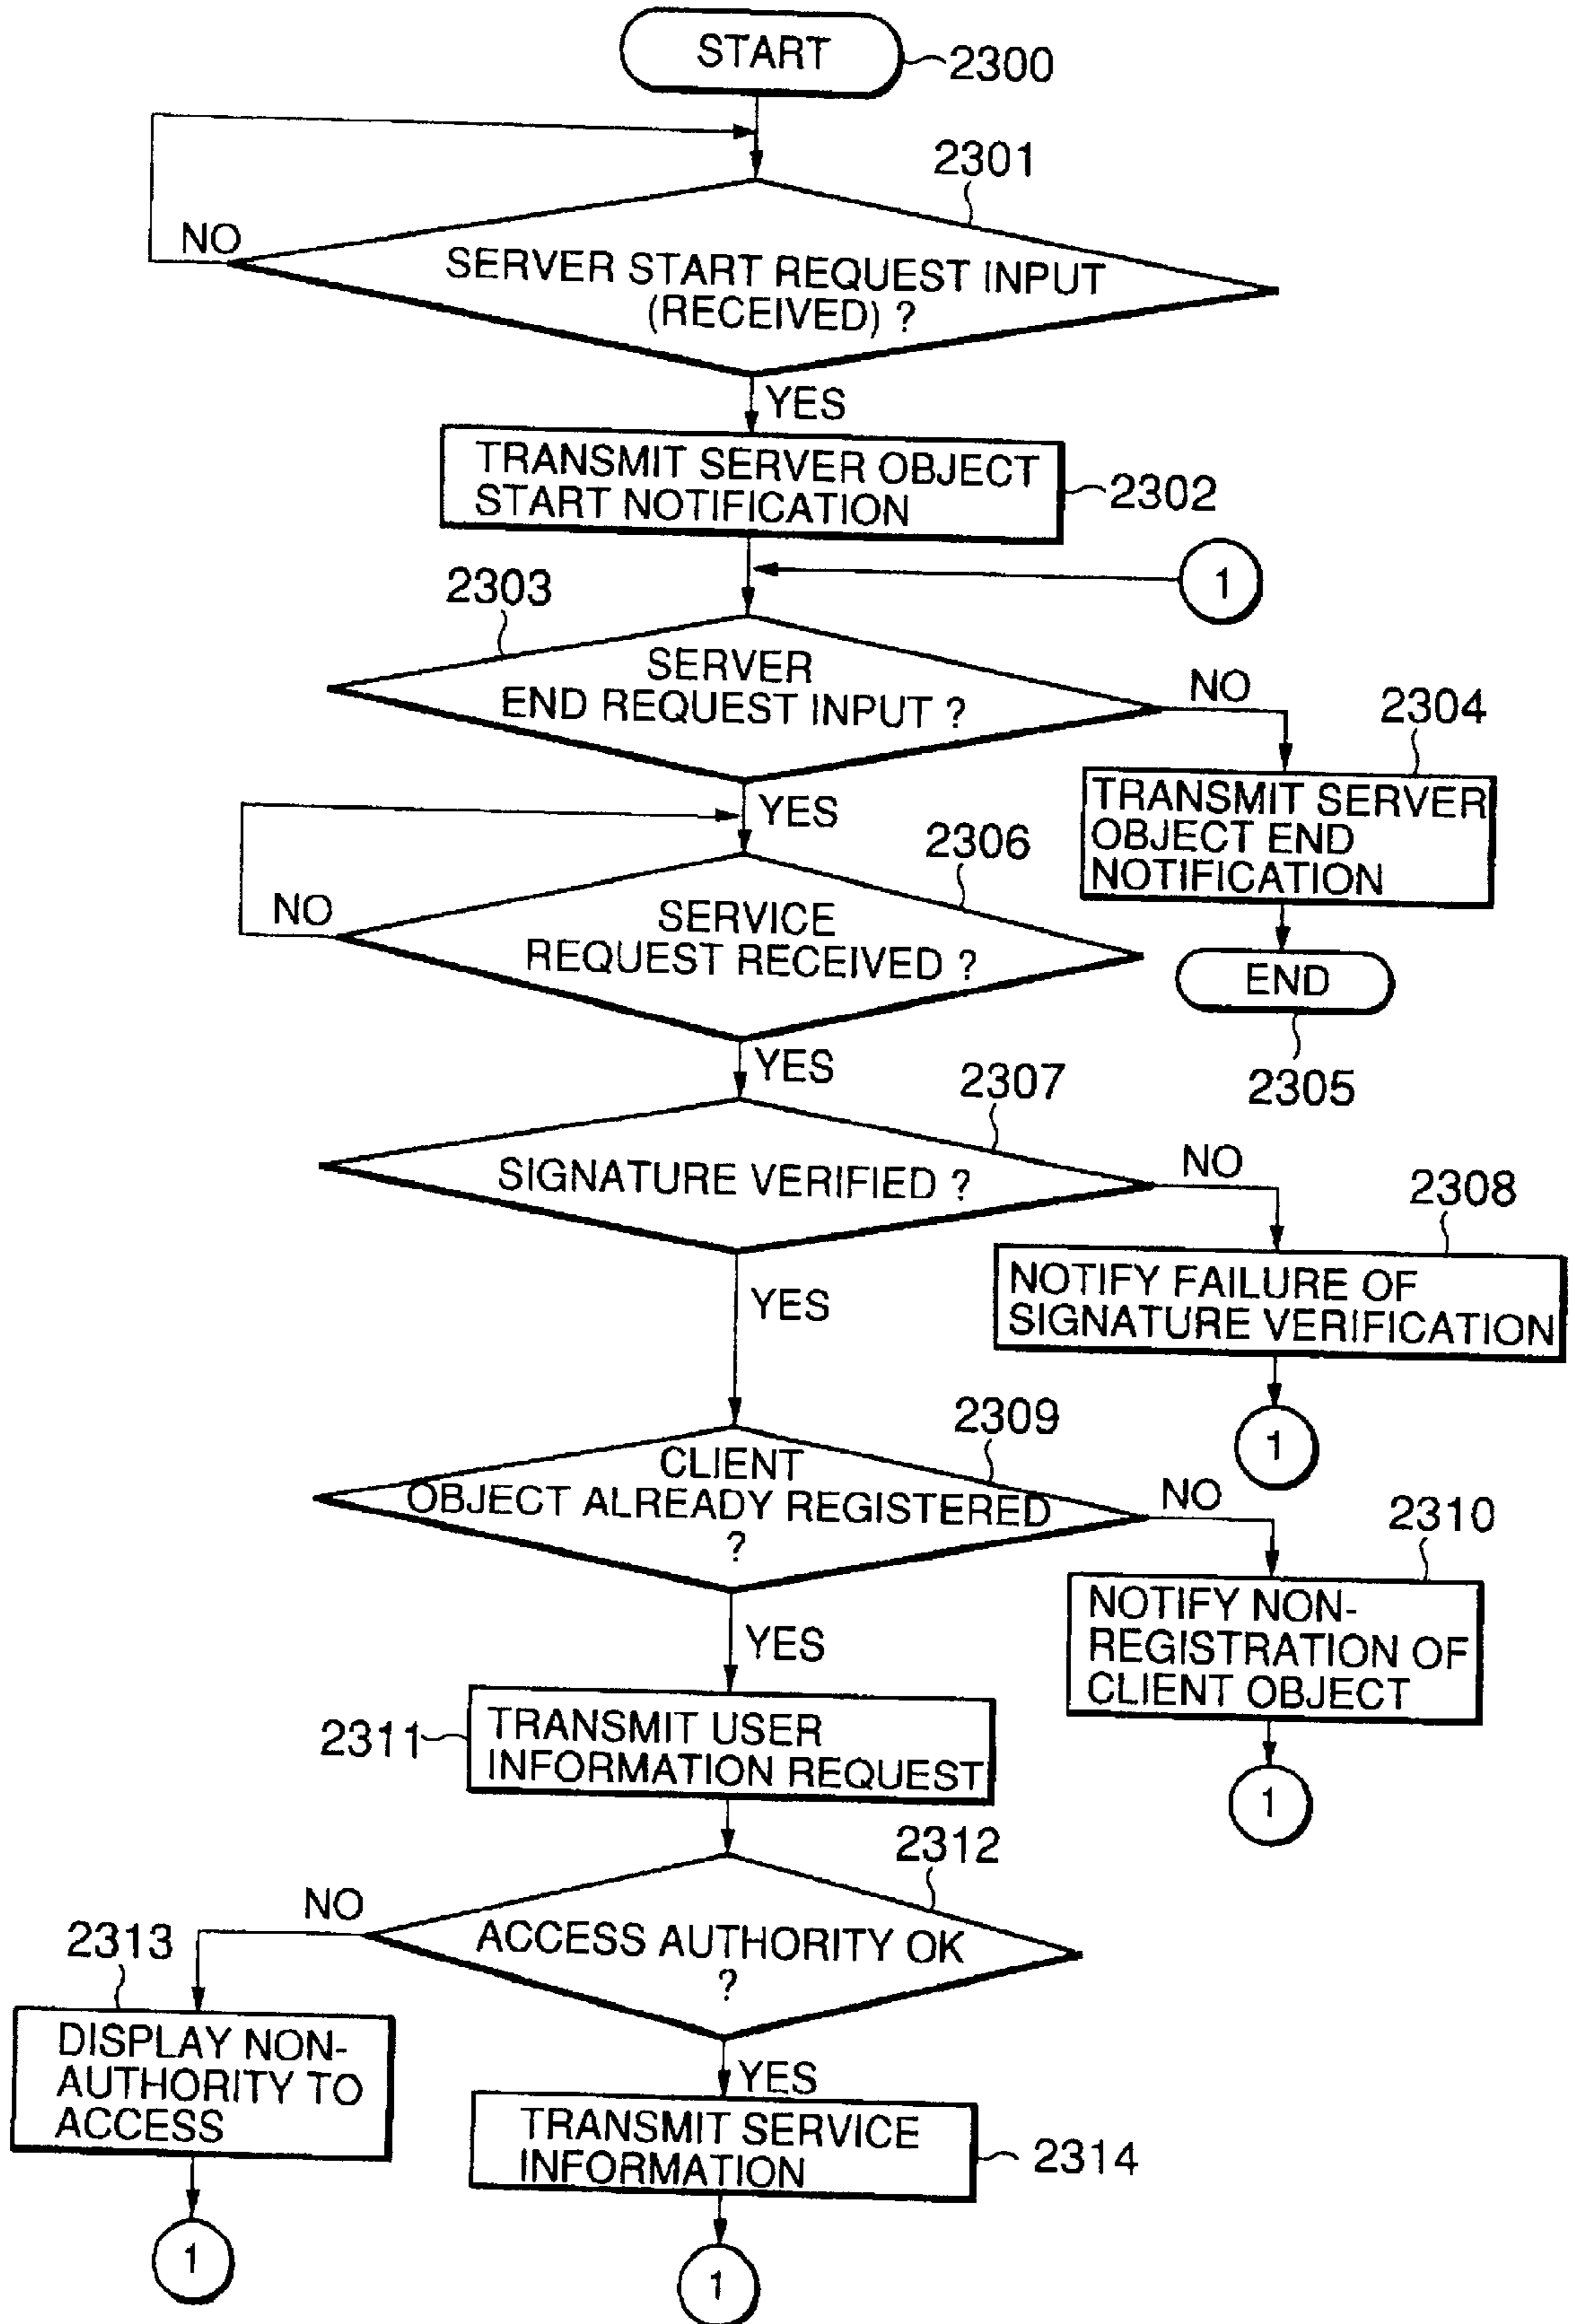 START
2300
2301
NO
SERVER START REQUEST INPUT
(RECEIVED) ?
YES
TRANSMIT SERVER OBJECT
START NOTIFICATION
2302
1
2303
SERVER
END REQUEST INPUT ?
NO
2304
YES
TRANSMIT SERVER
OBJECT END
NOTIFICATION
2306
NO
SERVICE
REQUEST RECEIVED ?
END
2305
YES
2307
SIGNATURE VERIFIED ?
NO
2308
YES
NOTIFY FAILURE OF
SIGNATURE VERIFICATION
1
2309
CLIENT
OBJECT ALREADY REGISTERED
?
NO
2310
YES
NOTIFY NON-
REGISTRATION OF
CLIENT OBJECT
1
2311
TRANSMIT USER
INFORMATION REQUEST
2312
NO
ACCESS AUTHORITY OK
?
2313
DISPLAY NON-
AUTHORITY TO
ACCESS
1
YES
TRANSMIT SERVICE
INFORMATION
2314
1